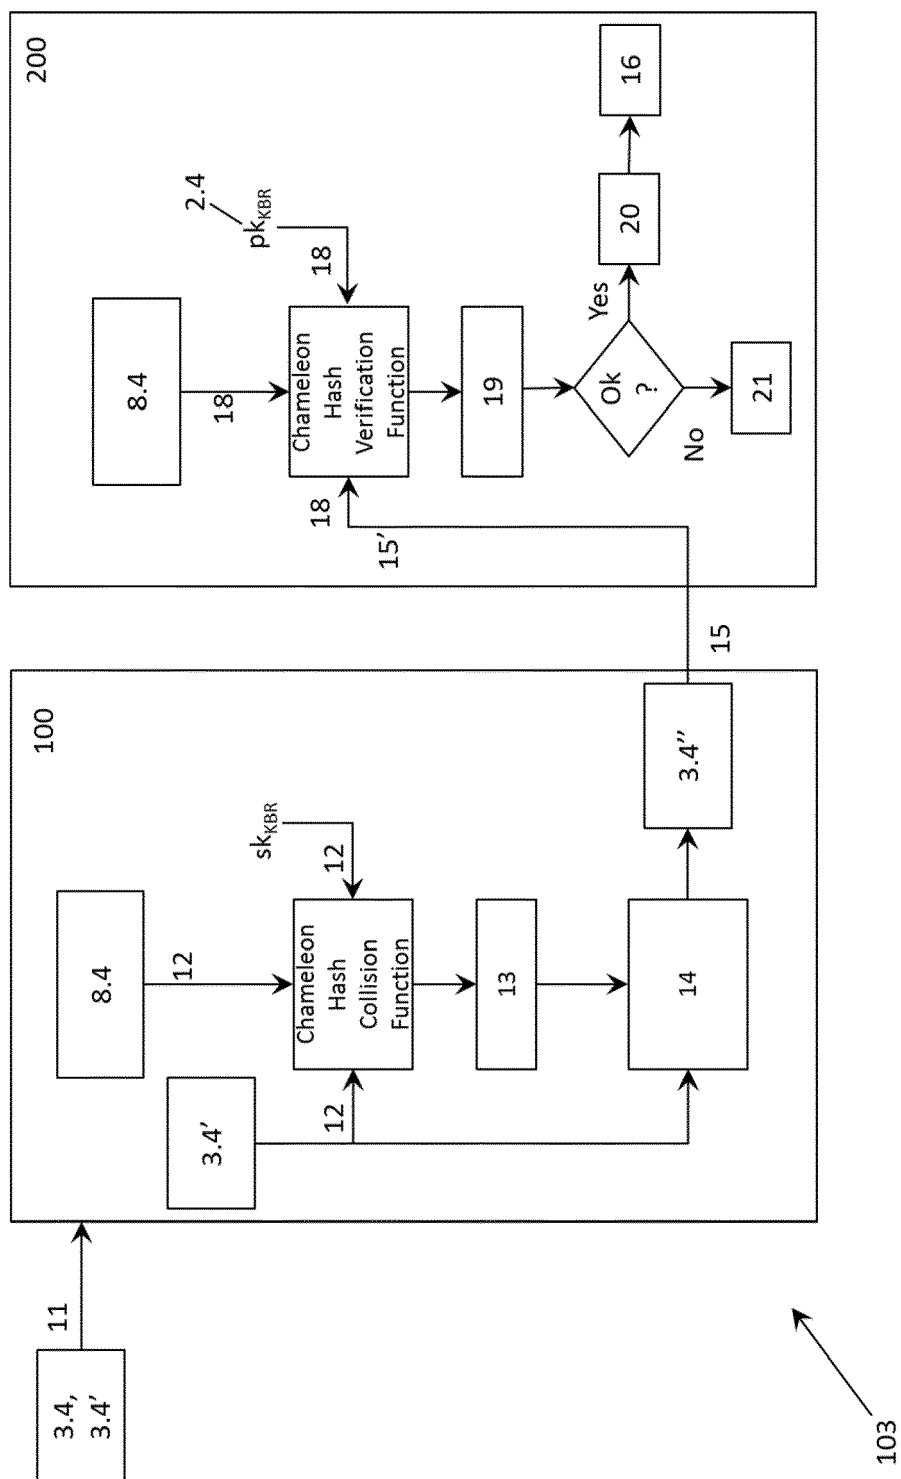 3.4,
3.4’
11
100
8.4
3.4’
12
12
sk_KBR
12
Chameleon
Hash
Collision
Function
13
14
3.4’’
15
200
8.4
2.4
pk_KBR
18
18
18
15’
Chameleon
Hash
Verification
Function
19
Ok
?
Yes
No
20
16
21
103